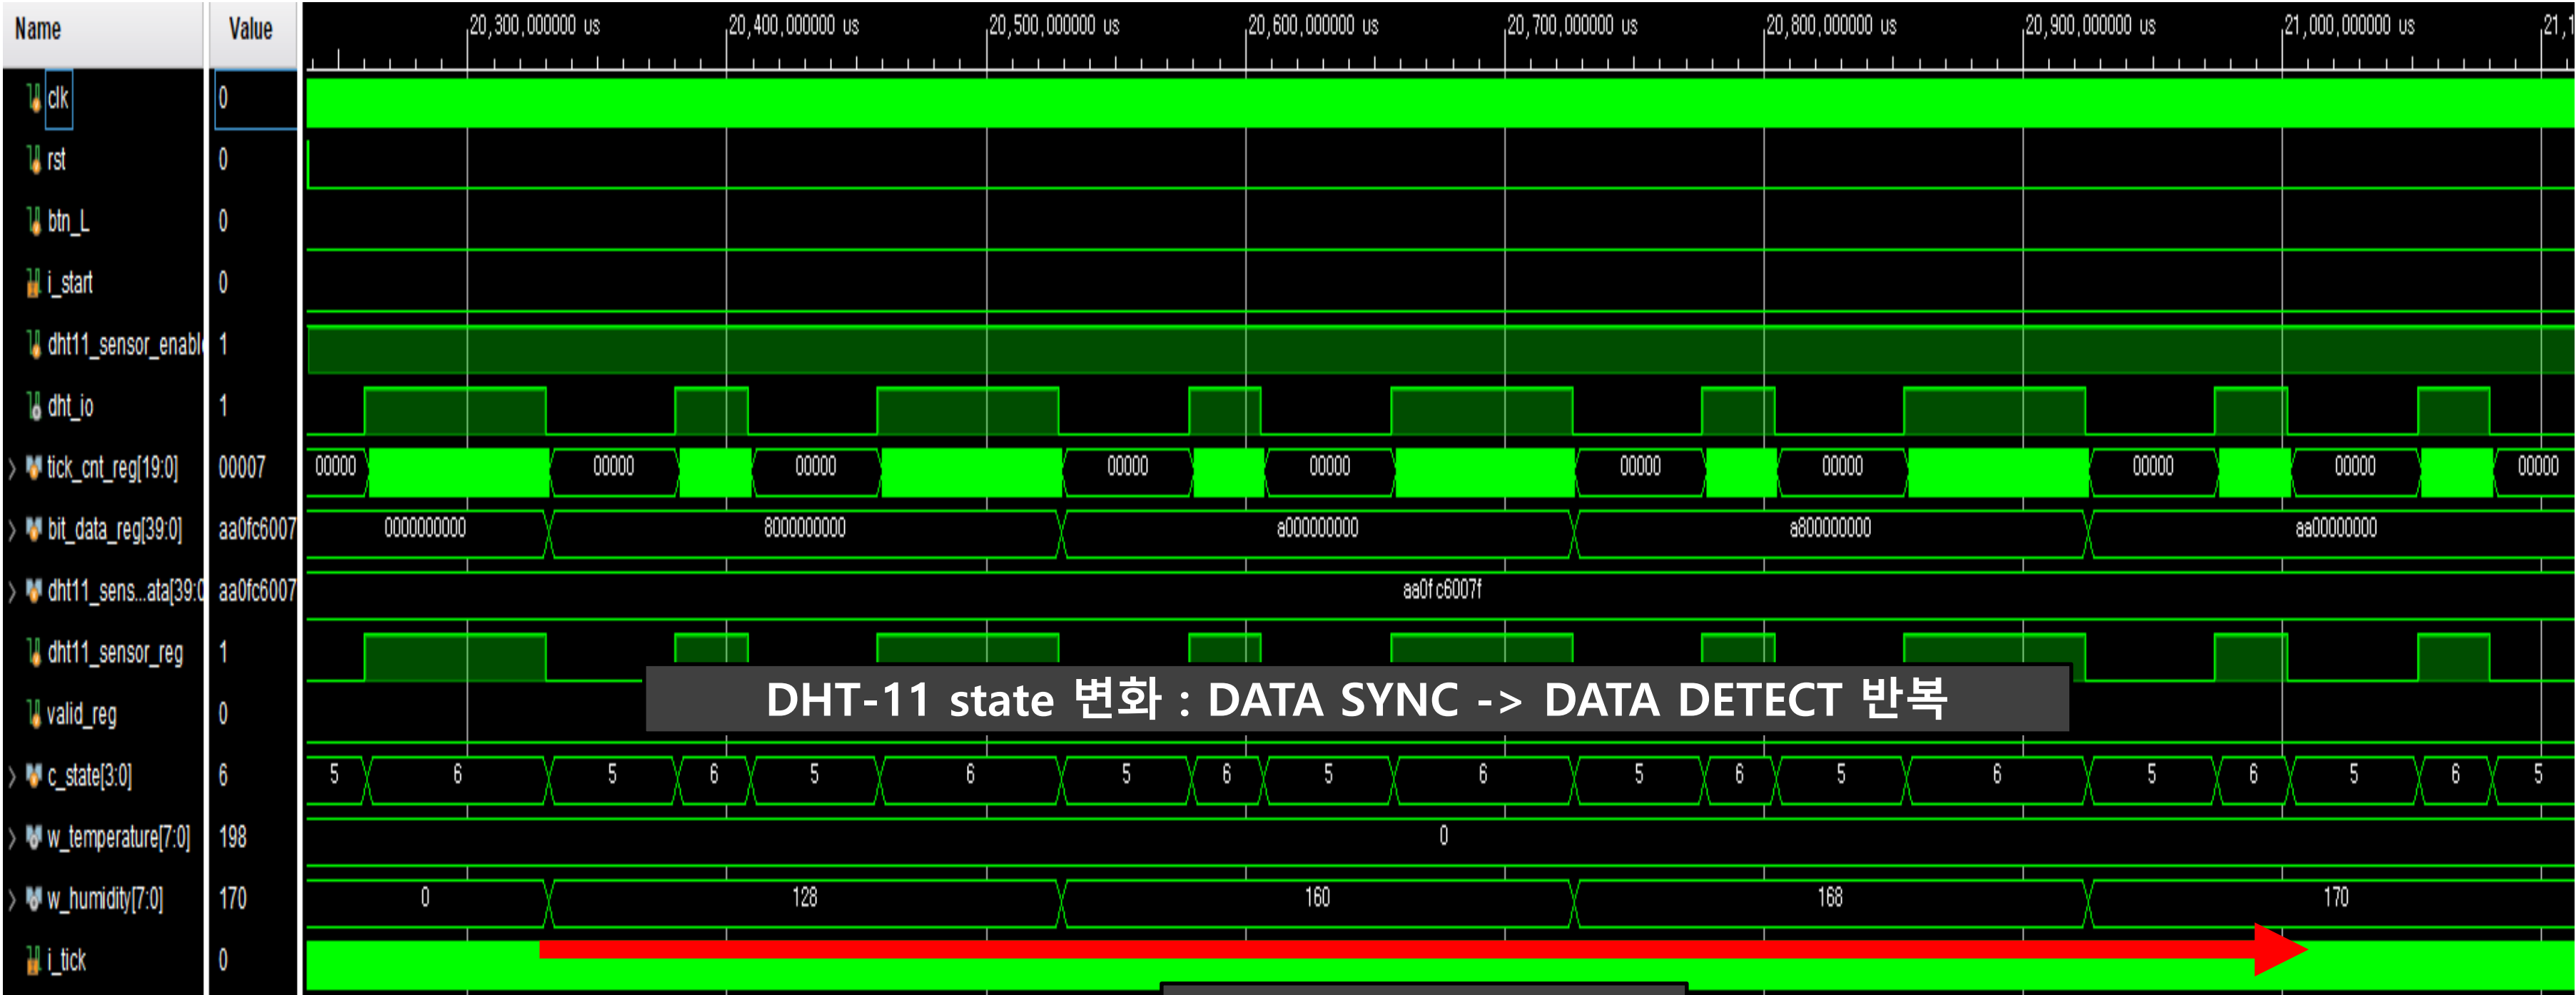 Name Value 20,300,000000 us 20,400,000000 us 20,500,000000 us 20,600,000000 us 20,700,000000 us 20,800,000000 us 20,900,000000 us 21,000,000000 us 21,1
clk 0
rst 0
btn_L 0
i_start 0
dht11_sensor_enabl 1
dht_io 1
tick_cnt_reg[19:0] 00007 00000 00000 00000 00000 00000 00000 00000 00000 00000 00000
bit_data_reg[39:0] aa0fc6007 0000000000 8000000000 a000000000 a800000000 aa00000000
dht11_sens...ata[39:0 aa0fc6007 aa0fc6007f
dht11_sensor_reg 1
DHT-11 state 변화 : DATA SYNC -> DATA DETECT 반복
valid_reg 0
c_state[3:0] 6 5 6 5 6 5 6 5 6 5 6 5 6 5 6 5 6 5 6 5
w_temperature[7:0] 198 0
w_humidity[7:0] 170 0 128 160 168 170
i_tick 0